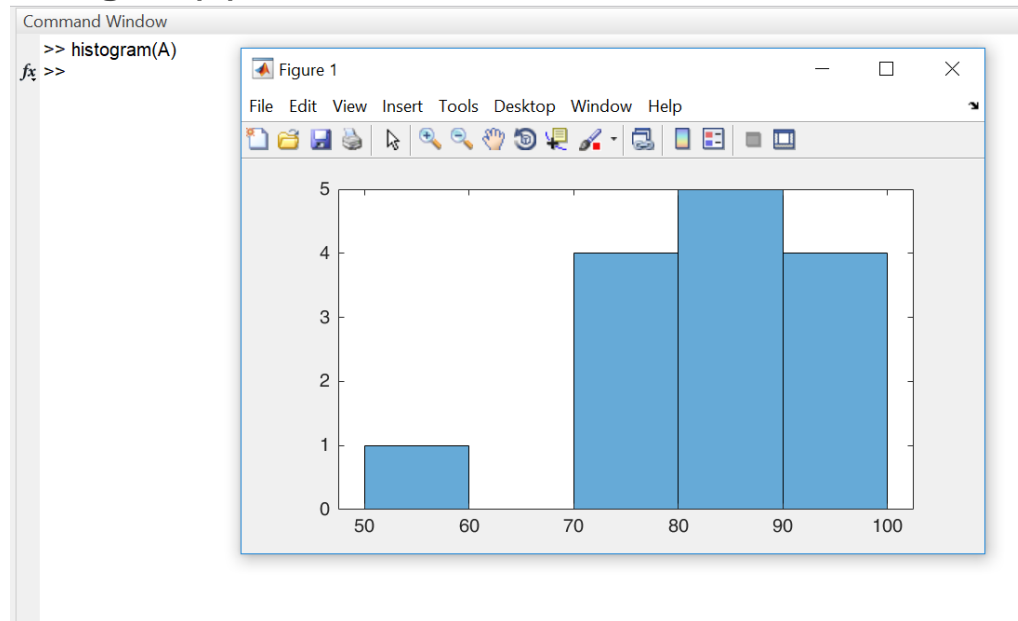 Command Window
>> histogram(A)
fx >>
Figure 1
File Edit View Insert Tools Desktop Window Help
5
4
3
2
1
0
50 60 70 80 90 100